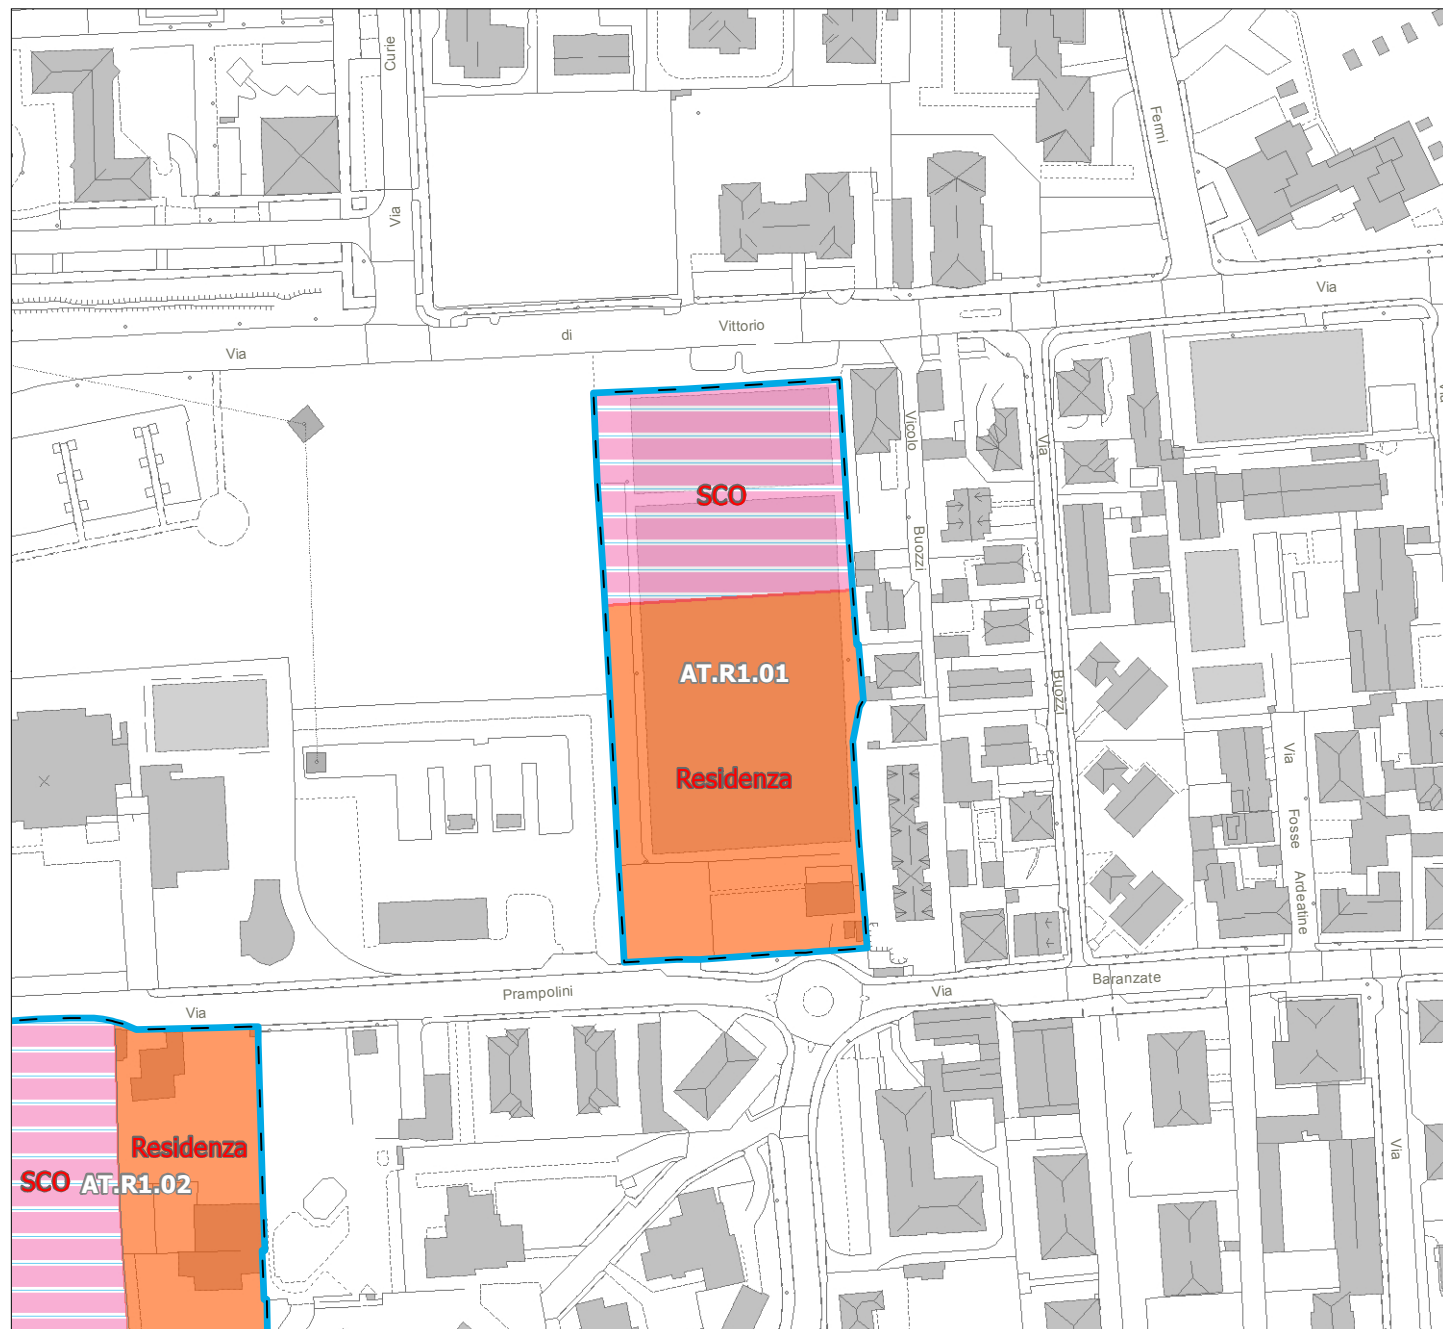 Curie
Fermi
Via
Via
Vittorio
di
Via
Vicolo
Via
SCO
Buozzi
AT.R1.01
Buozzi
Via
Residenza
Fosse
Ardeatine
Baranzate
Via
Prampolini
Via
Residenza
Via
SCO
AT.R1.02